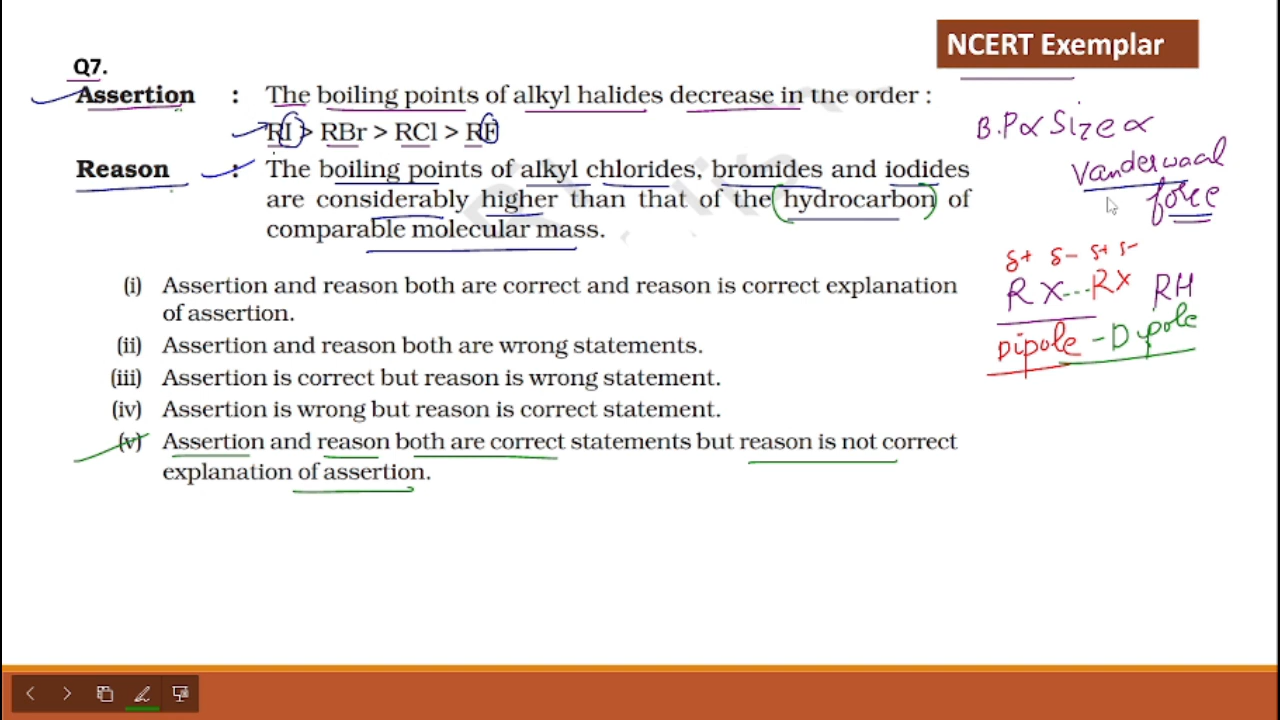 NCERT Exemplar
Q7.
Assertion : The boiling points of alkyl halides decrease in the order :
RI > RBr > RCl > RF
Reason : The boiling points of alkyl chlorides, bromides and iodides
are considerably higher than that of the hydrocarbon of
comparable molecular mass.
(i) Assertion and reason both are correct and reason is correct explanation
of assertion.
(ii) Assertion and reason both are wrong statements.
(iii) Assertion is correct but reason is wrong statement.
(iv) Assertion is wrong but reason is correct statement.
(v) Assertion and reason both are correct statements but reason is not correct
explanation of assertion.
B.P ∝ Size ∝
Vanderwaal
force
δ+ δ- δ+ δ-
R X ... RX RH
Dipole - Dipole